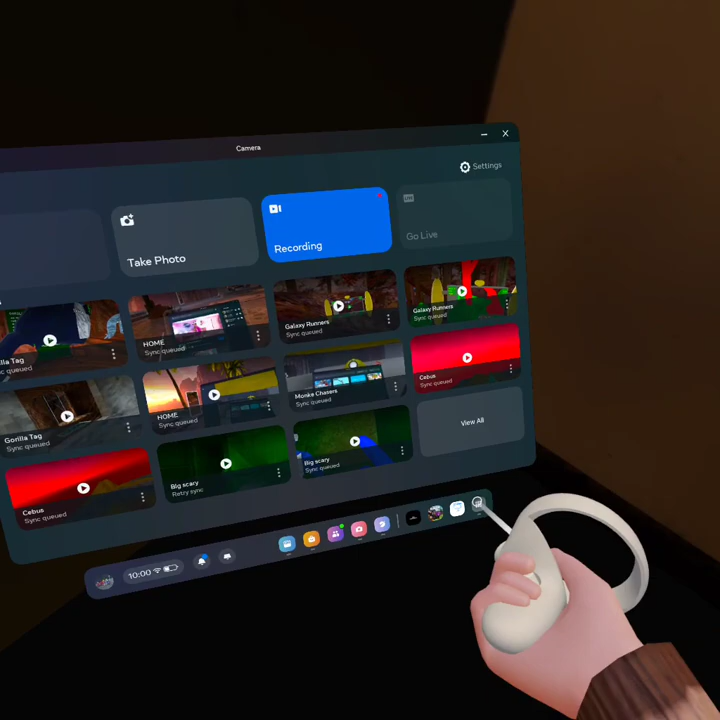 Camera
Settings
Take Photo
Recording
LIVE
Go Live
lla Tag
Sync queued
HOME
Sync queued
Galaxy Runners
Sync queued
Galaxy Runners
Sync queued
Gorilla Tag
Sync queued
HOME
Sync queued
Monke Chasers
Sync queued
Cebus
Sync queued
Cebus
Sync queued
Big scary
Retry sync
Big scary
Sync queued
View All
10:00